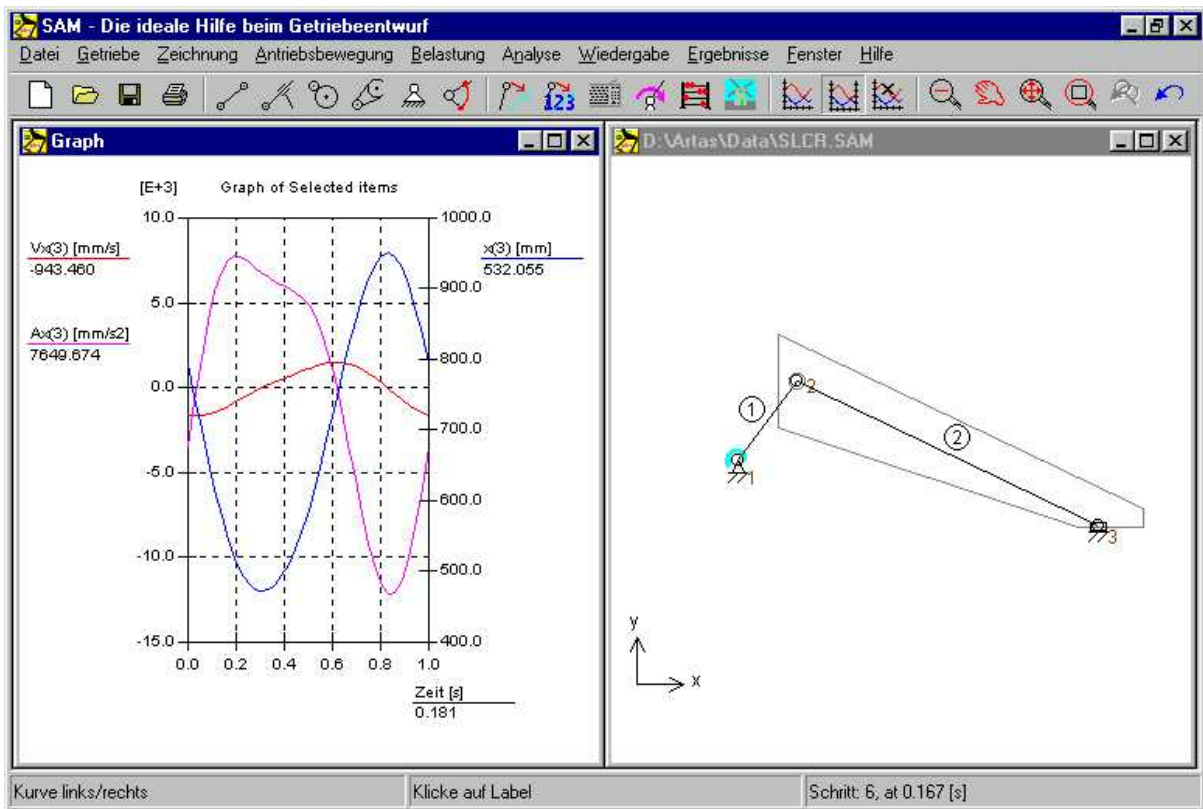 SAM - Die ideale Hilfe beim Getriebeentwurf
Datei Getriebe Zeichnung Antriebsbewegung Belastung Analyse Wiedergabe Ergebnisse Fenster Hilfe
123
Graph
[E+3] Graph of Selected items
10.0 1000.0
Vx(3) [mm/s] x(3) [mm]
-943.460 532.055
900.0
5.0
Ax(3) [mm/s2]
7649.674 800.0
0.0
700.0
-5.0
600.0
-10.0 500.0
-15.0 400.0
0.0 0.2 0.4 0.6 0.8 1.0
Zeit [s]
0.181
D:\Artas\Data\SLCR.SAM
2
1
2
1
3
y
x
Kurve links/rechts Klicke auf Label Schritt: 6, at 0.167 [s]